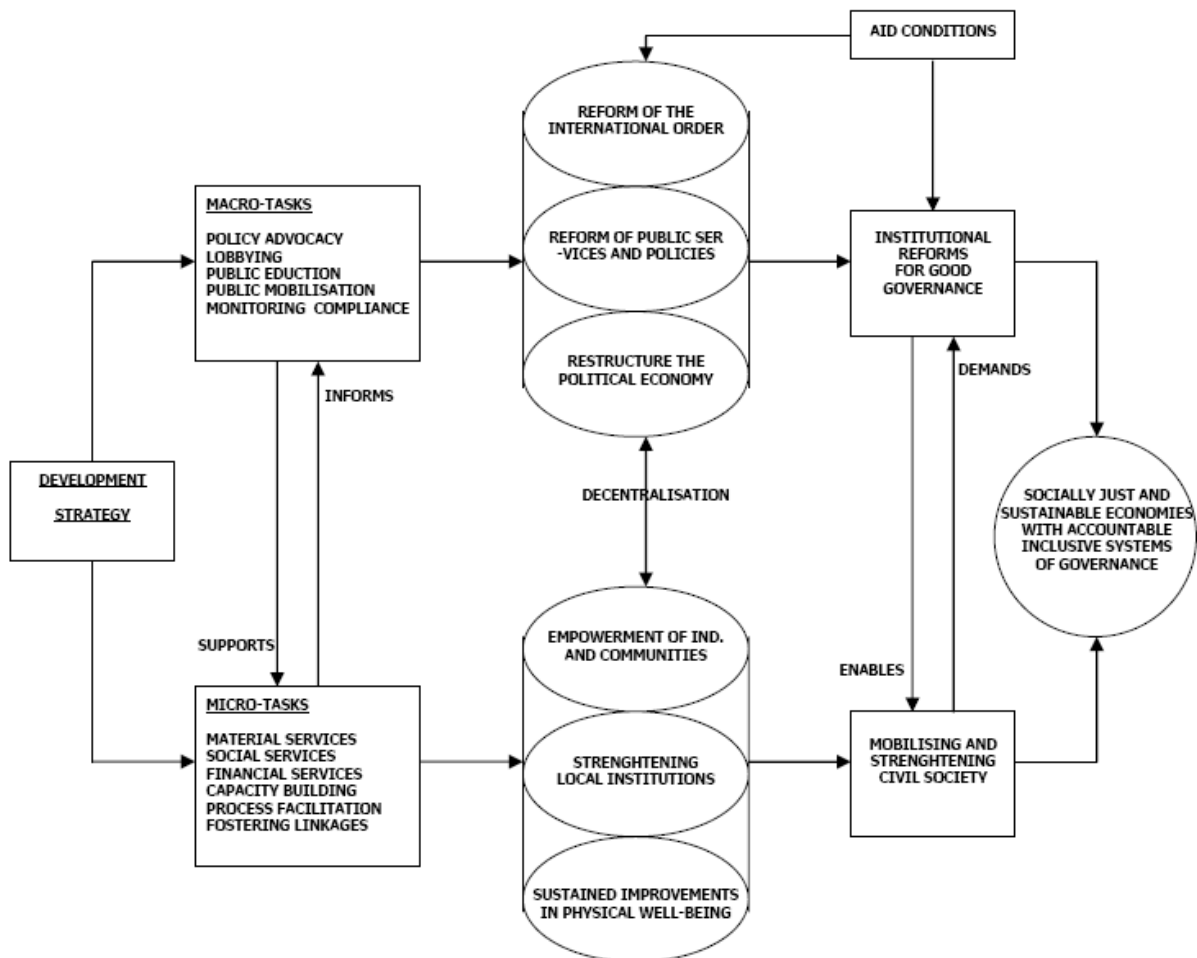 AID CONDITIONS
REFORM OF THE
INTERNATIONAL ORDER
MACRO-TASKS
POLICY ADVOCACY
LOBBYING
PUBLIC EDUCTION
PUBLIC MOBILISATION
MONITORING COMPLIANCE
REFORM OF PUBLIC SER
-VICES AND POLICIES
INSTITUTIONAL
REFORMS
FOR GOOD
GOVERNANCE
RESTRUCTURE THE
POLITICAL ECONOMY
INFORMS
DEMANDS
DEVELOPMENT
STRATEGY
DECENTRALISATION
SOCIALLY JUST AND
SUSTAINABLE ECONOMIES
WITH ACCOUNTABLE
INCLUSIVE SYSTEMS
OF GOVERNANCE
SUPPORTS
EMPOWERMENT OF IND.
AND COMMUNITIES
ENABLES
MICRO-TASKS
MATERIAL SERVICES
SOCIAL SERVICES
FINANCIAL SERVICES
CAPACITY BUILDING
PROCESS FACILITATION
FOSTERING LINKAGES
STRENGHTENING
LOCAL INSTITUTIONS
MOBILISING AND
STRENGHTENING
CIVIL SOCIETY
SUSTAINED IMPROVEMENTS
IN PHYSICAL WELL-BEING